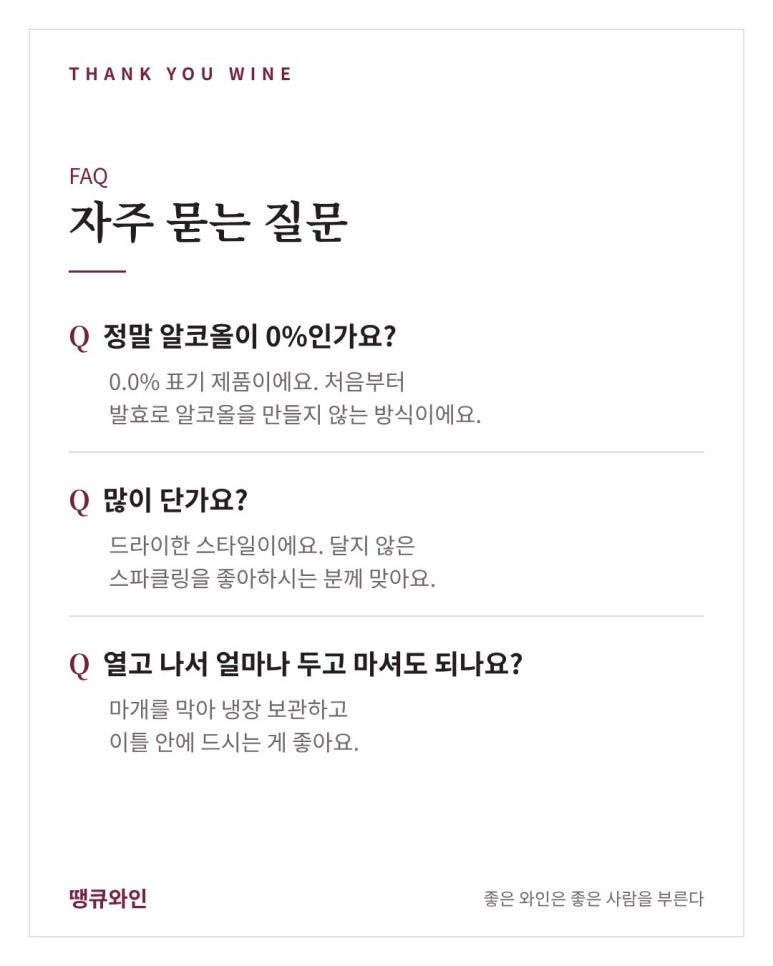 THANK YOU WINE
FAQ
자주 묻는 질문
Q 정말 알코올이 0%인가요?
0.0% 표기 제품이에요. 처음부터
발효로 알코올을 만들지 않는 방식이에요.
Q 많이 단가요?
드라이한 스타일이에요. 달지 않은
스파클링을 좋아하시는 분께 맞아요.
Q 열고 나서 얼마나 두고 마셔도 되나요?
마개를 막아 냉장 보관하고
이틀 안에 드시는 게 좋아요.
땡큐와인
좋은 와인은 좋은 사람을 부른다